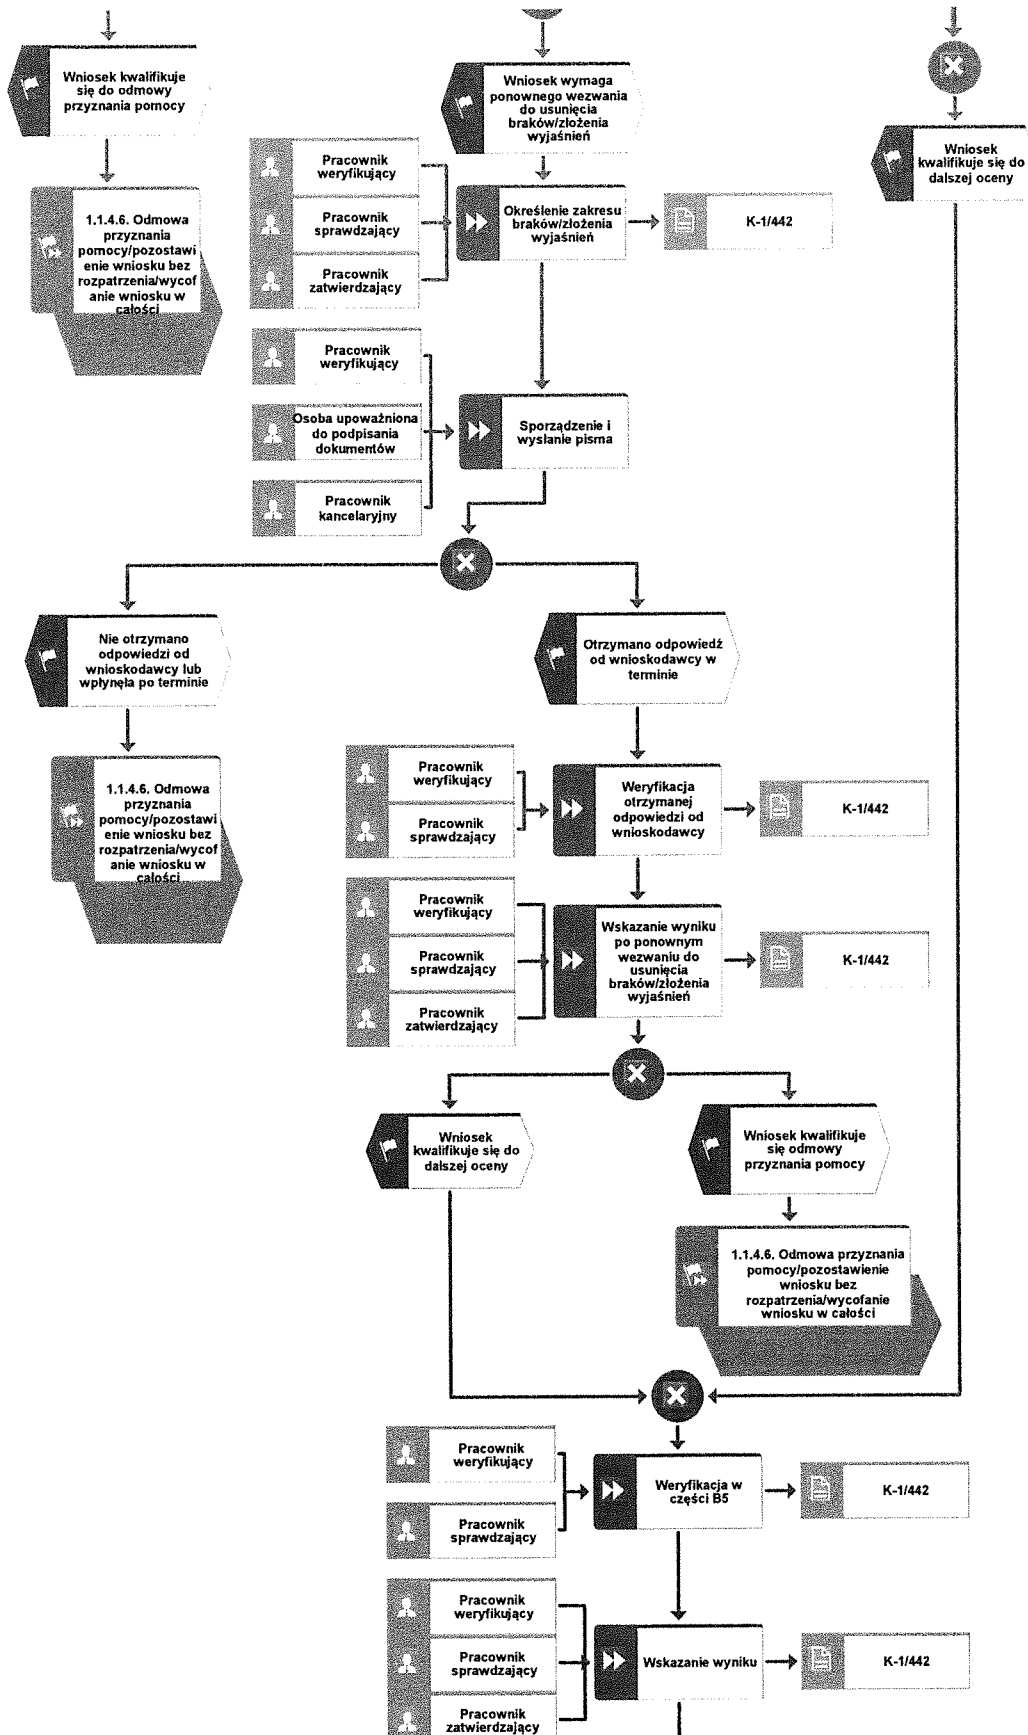 Wniosek kwalifikuje
się do odmowy
przyznania pomocy
1.1.4.6. Odmowa
przyznania
pomocy/pozostawi
enie wniosku bez
rozpatrzenia/wycof
anie wniosku w
całości
Wniosek wymaga
ponownego wezwania
do usunięcia
braków/złożenia
wyjaśnień
Wniosek
kwalifikuje się do
dalszej oceny
Pracownik
weryfikujący
Pracownik
sprawdzający
Pracownik
zatwierdzający
Określenie zakresu
braków/złożenia
wyjaśnień
K-1/442
Pracownik
weryfikujący
Osoba upoważniona
do podpisania
dokumentów
Pracownik
kancelaryjny
Sporządzenie i
wysłanie pisma
Nie otrzymano
odpowiedzi od
wnioskodawcy lub
wpłynęła po terminie
1.1.4.6. Odmowa
przyznania
pomocy/pozostawi
enie wniosku bez
rozpatrzenia/wycof
anie wniosku w
całości
Otrzymano odpowiedź
od wnioskodawcy w
terminie
Pracownik
weryfikujący
Pracownik
sprawdzający
Weryfikacja
otrzymanej
odpowiedzi od
wnioskodawcy
K-1/442
Pracownik
weryfikujący
Pracownik
sprawdzający
Pracownik
zatwierdzający
Wskazanie wyniku
po ponownym
wezwaniu do
usunięcia
braków/złożenia
wyjaśnień
K-1/442
Wniosek
kwalifikuje się do
dalszej oceny
Wniosek kwalifikuje
się odmowy
przyznania pomocy
1.1.4.6. Odmowa przyznania
pomocy/pozostawienie
wniosku bez
rozpatrzenia/wycofanie
wniosku w całości
Pracownik
weryfikujący
Pracownik
sprawdzający
Weryfikacja w
części B5
K-1/442
Pracownik
weryfikujący
Pracownik
sprawdzający
Pracownik
zatwierdzający
Wskazanie wyniku
K-1/442